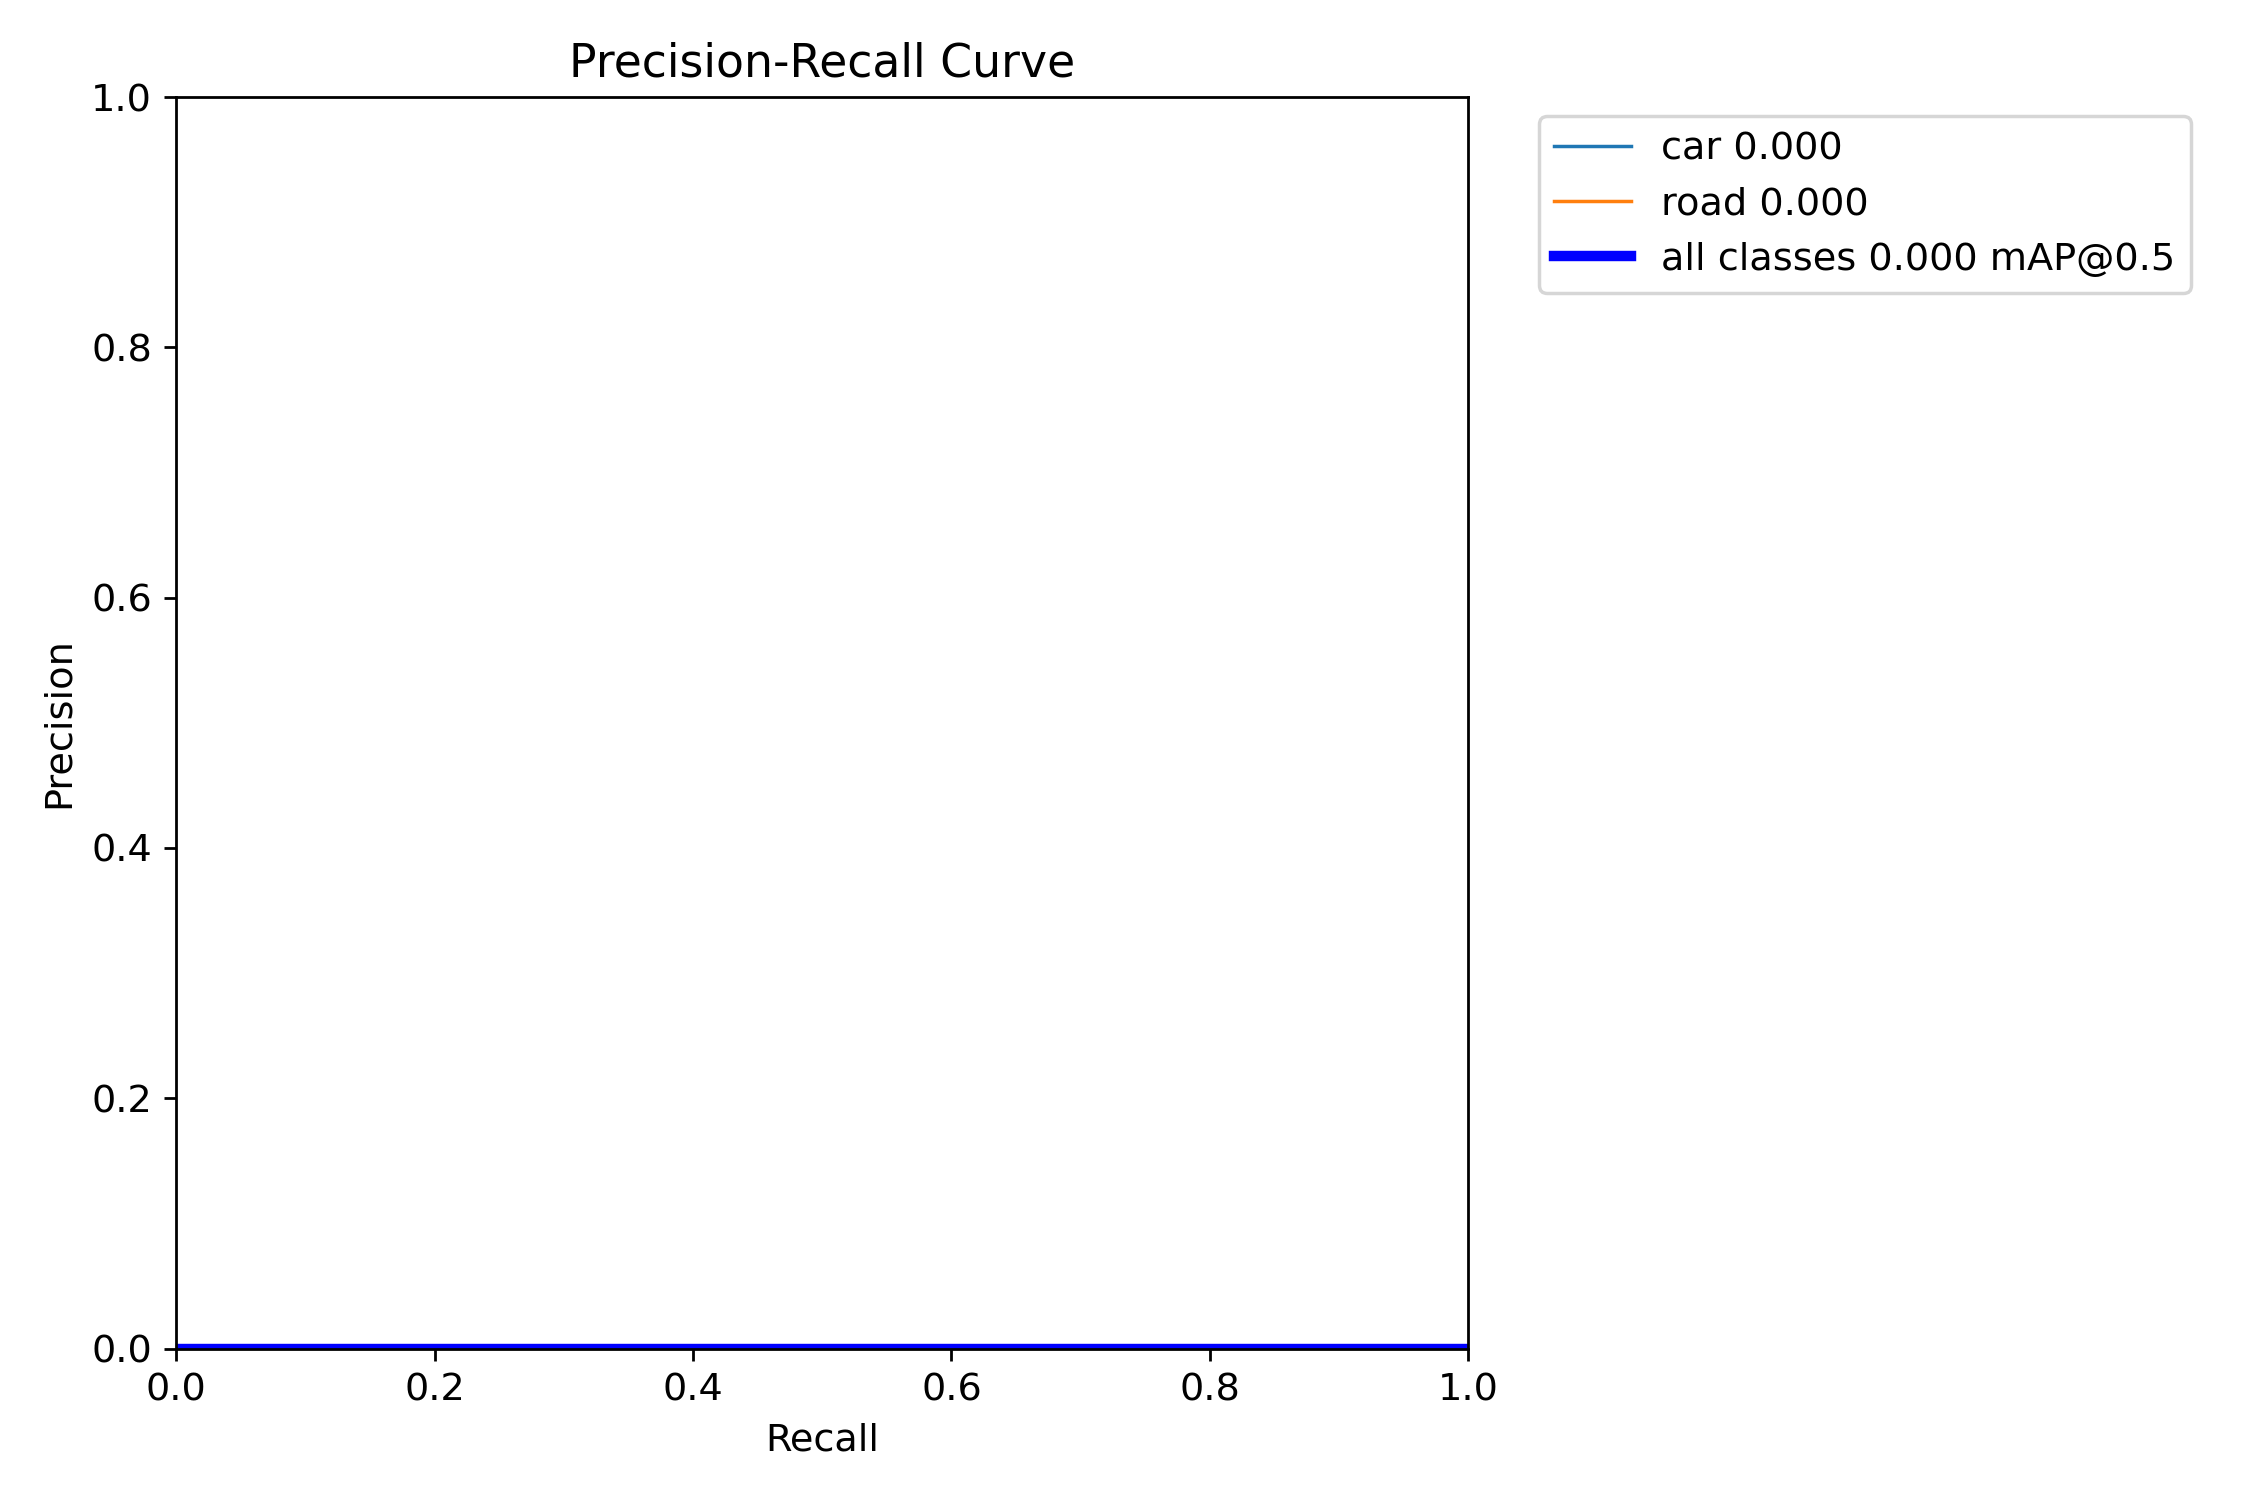 Precision-Recall Curve
1.0
0.8
0.6
0.4
0.2
0.0
Precision
0.0 0.2 0.4 0.6 0.8 1.0
Recall
car 0.000
road 0.000
all classes 0.000 mAP@0.5